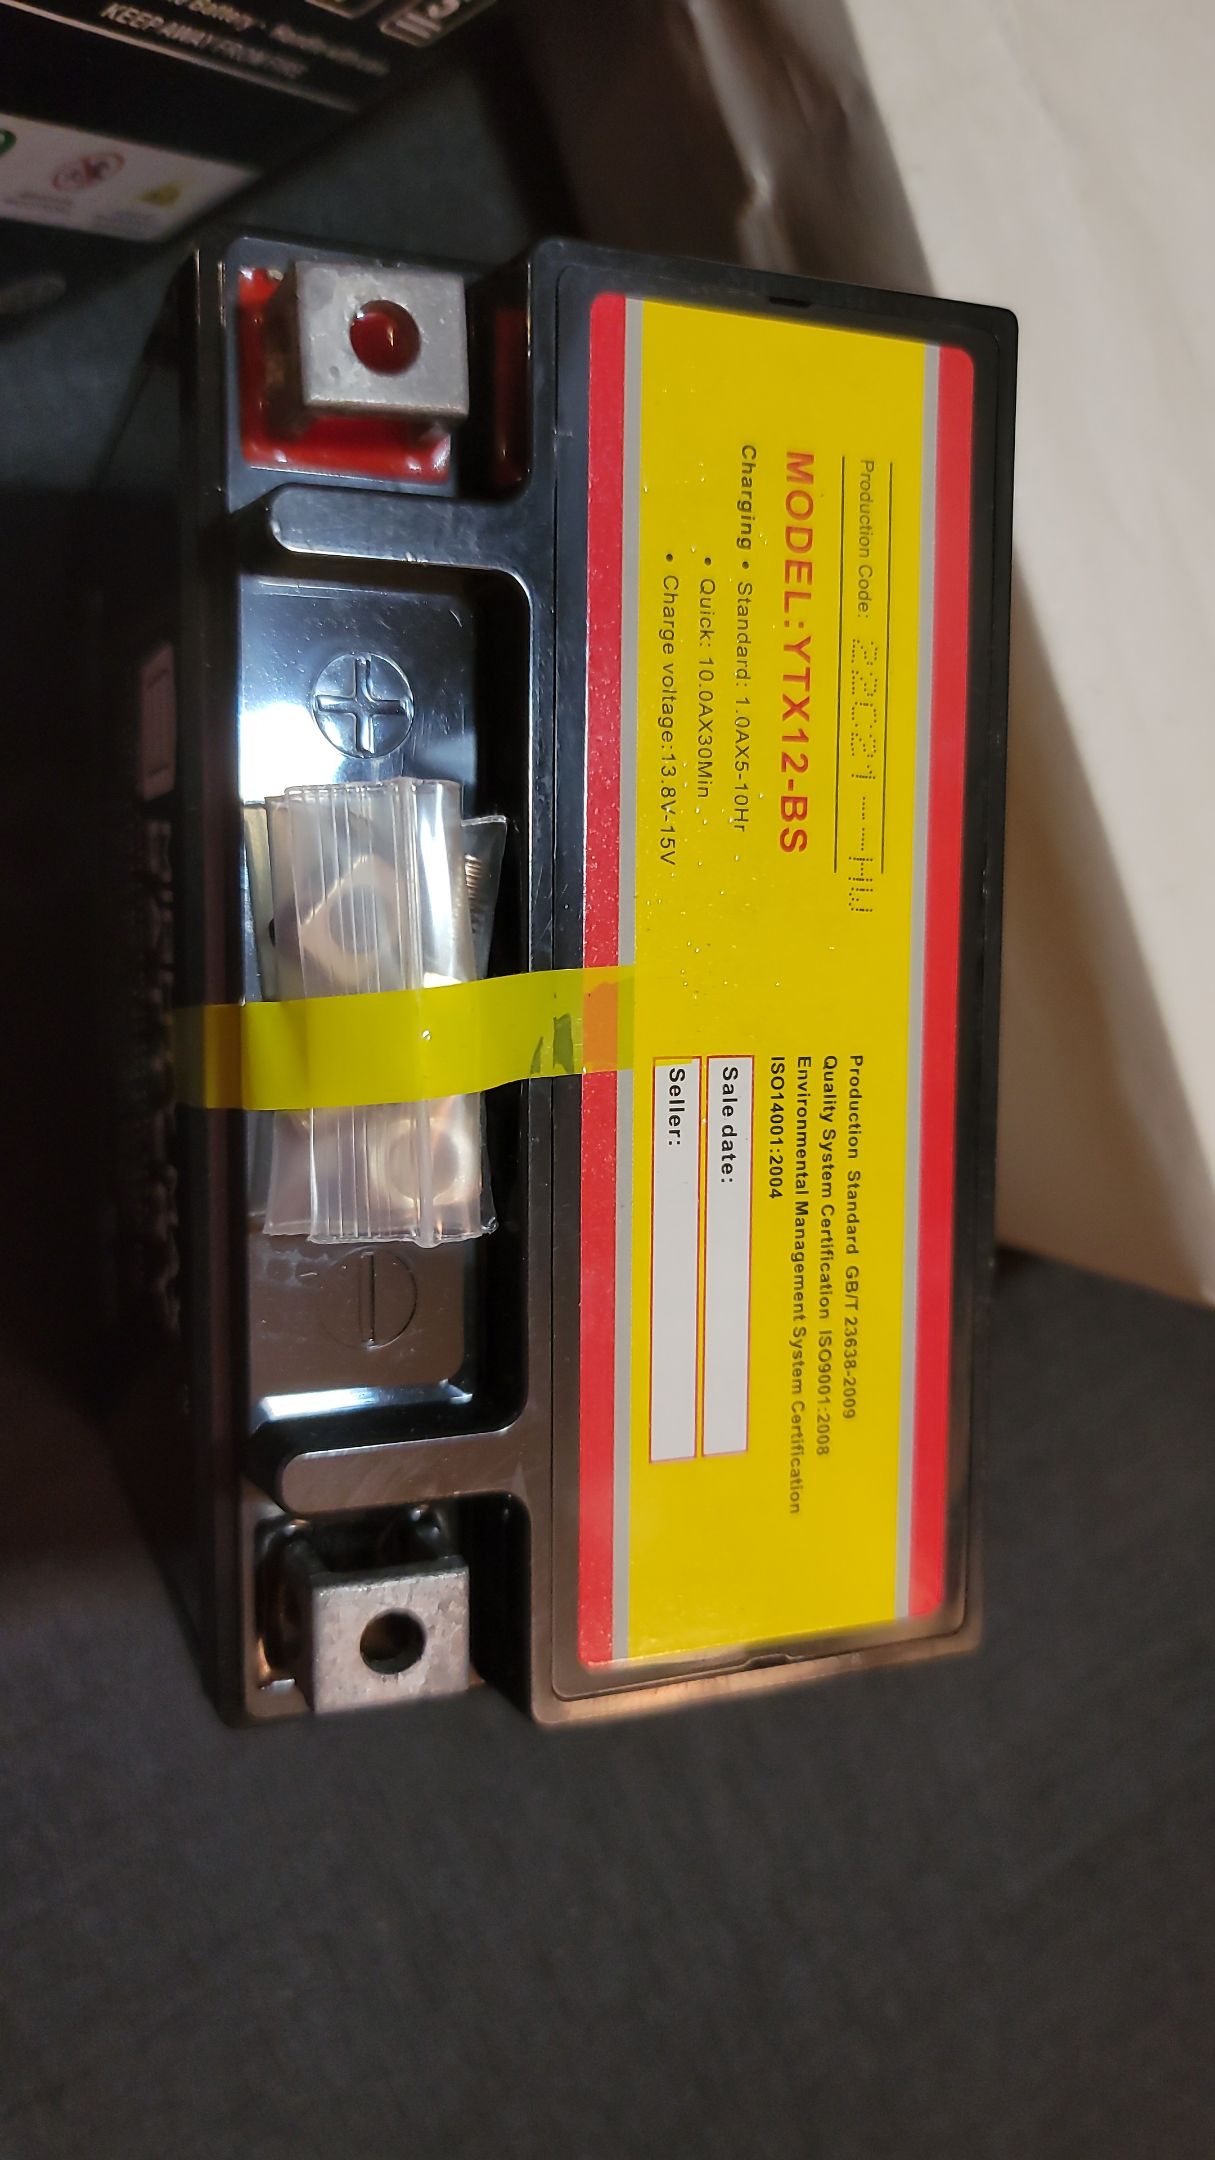 KEEP AWAY FROM FIRE
Production Code:
MODEL:YTX12-BS
Charging • Standard: 1.0AX5-10Hr
• Quick: 10.0AX30Min
• Charge voltage:13.8V-15V
Production Standard GB/T 23638-2009
Quality System Certification ISO9001:2008
Environmental Management System Certification
ISO14001:2004
Sale date:
Seller: